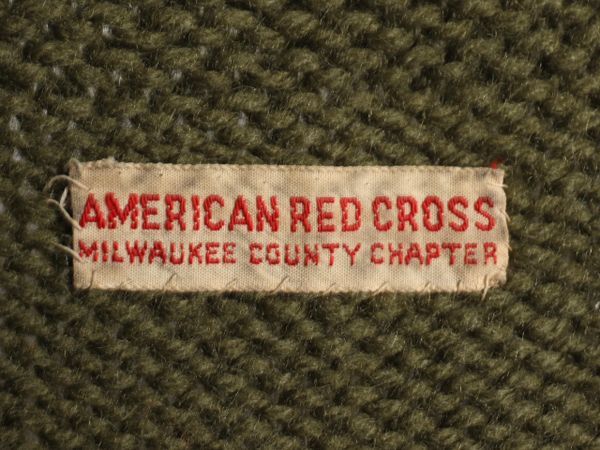 AMERICAN RED CROSS
MILWAUKEE COUNTY CHAPTER